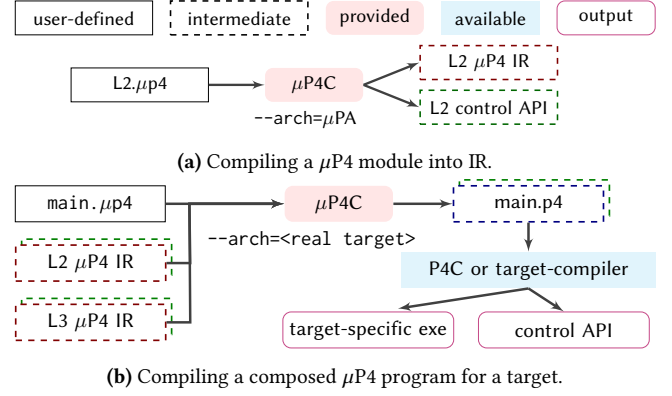 user-defined intermediate provided available output
L2.μp4 μP4C L2 μP4 IR
L2 control API
--arch=μPA
(a) Compiling a μP4 module into IR.
main.μp4 μP4C main.p4
--arch=<real target>
L2 μP4 IR P4C or target-compiler
L3 μP4 IR target-specific exe control API
(b) Compiling a composed μP4 program for a target.